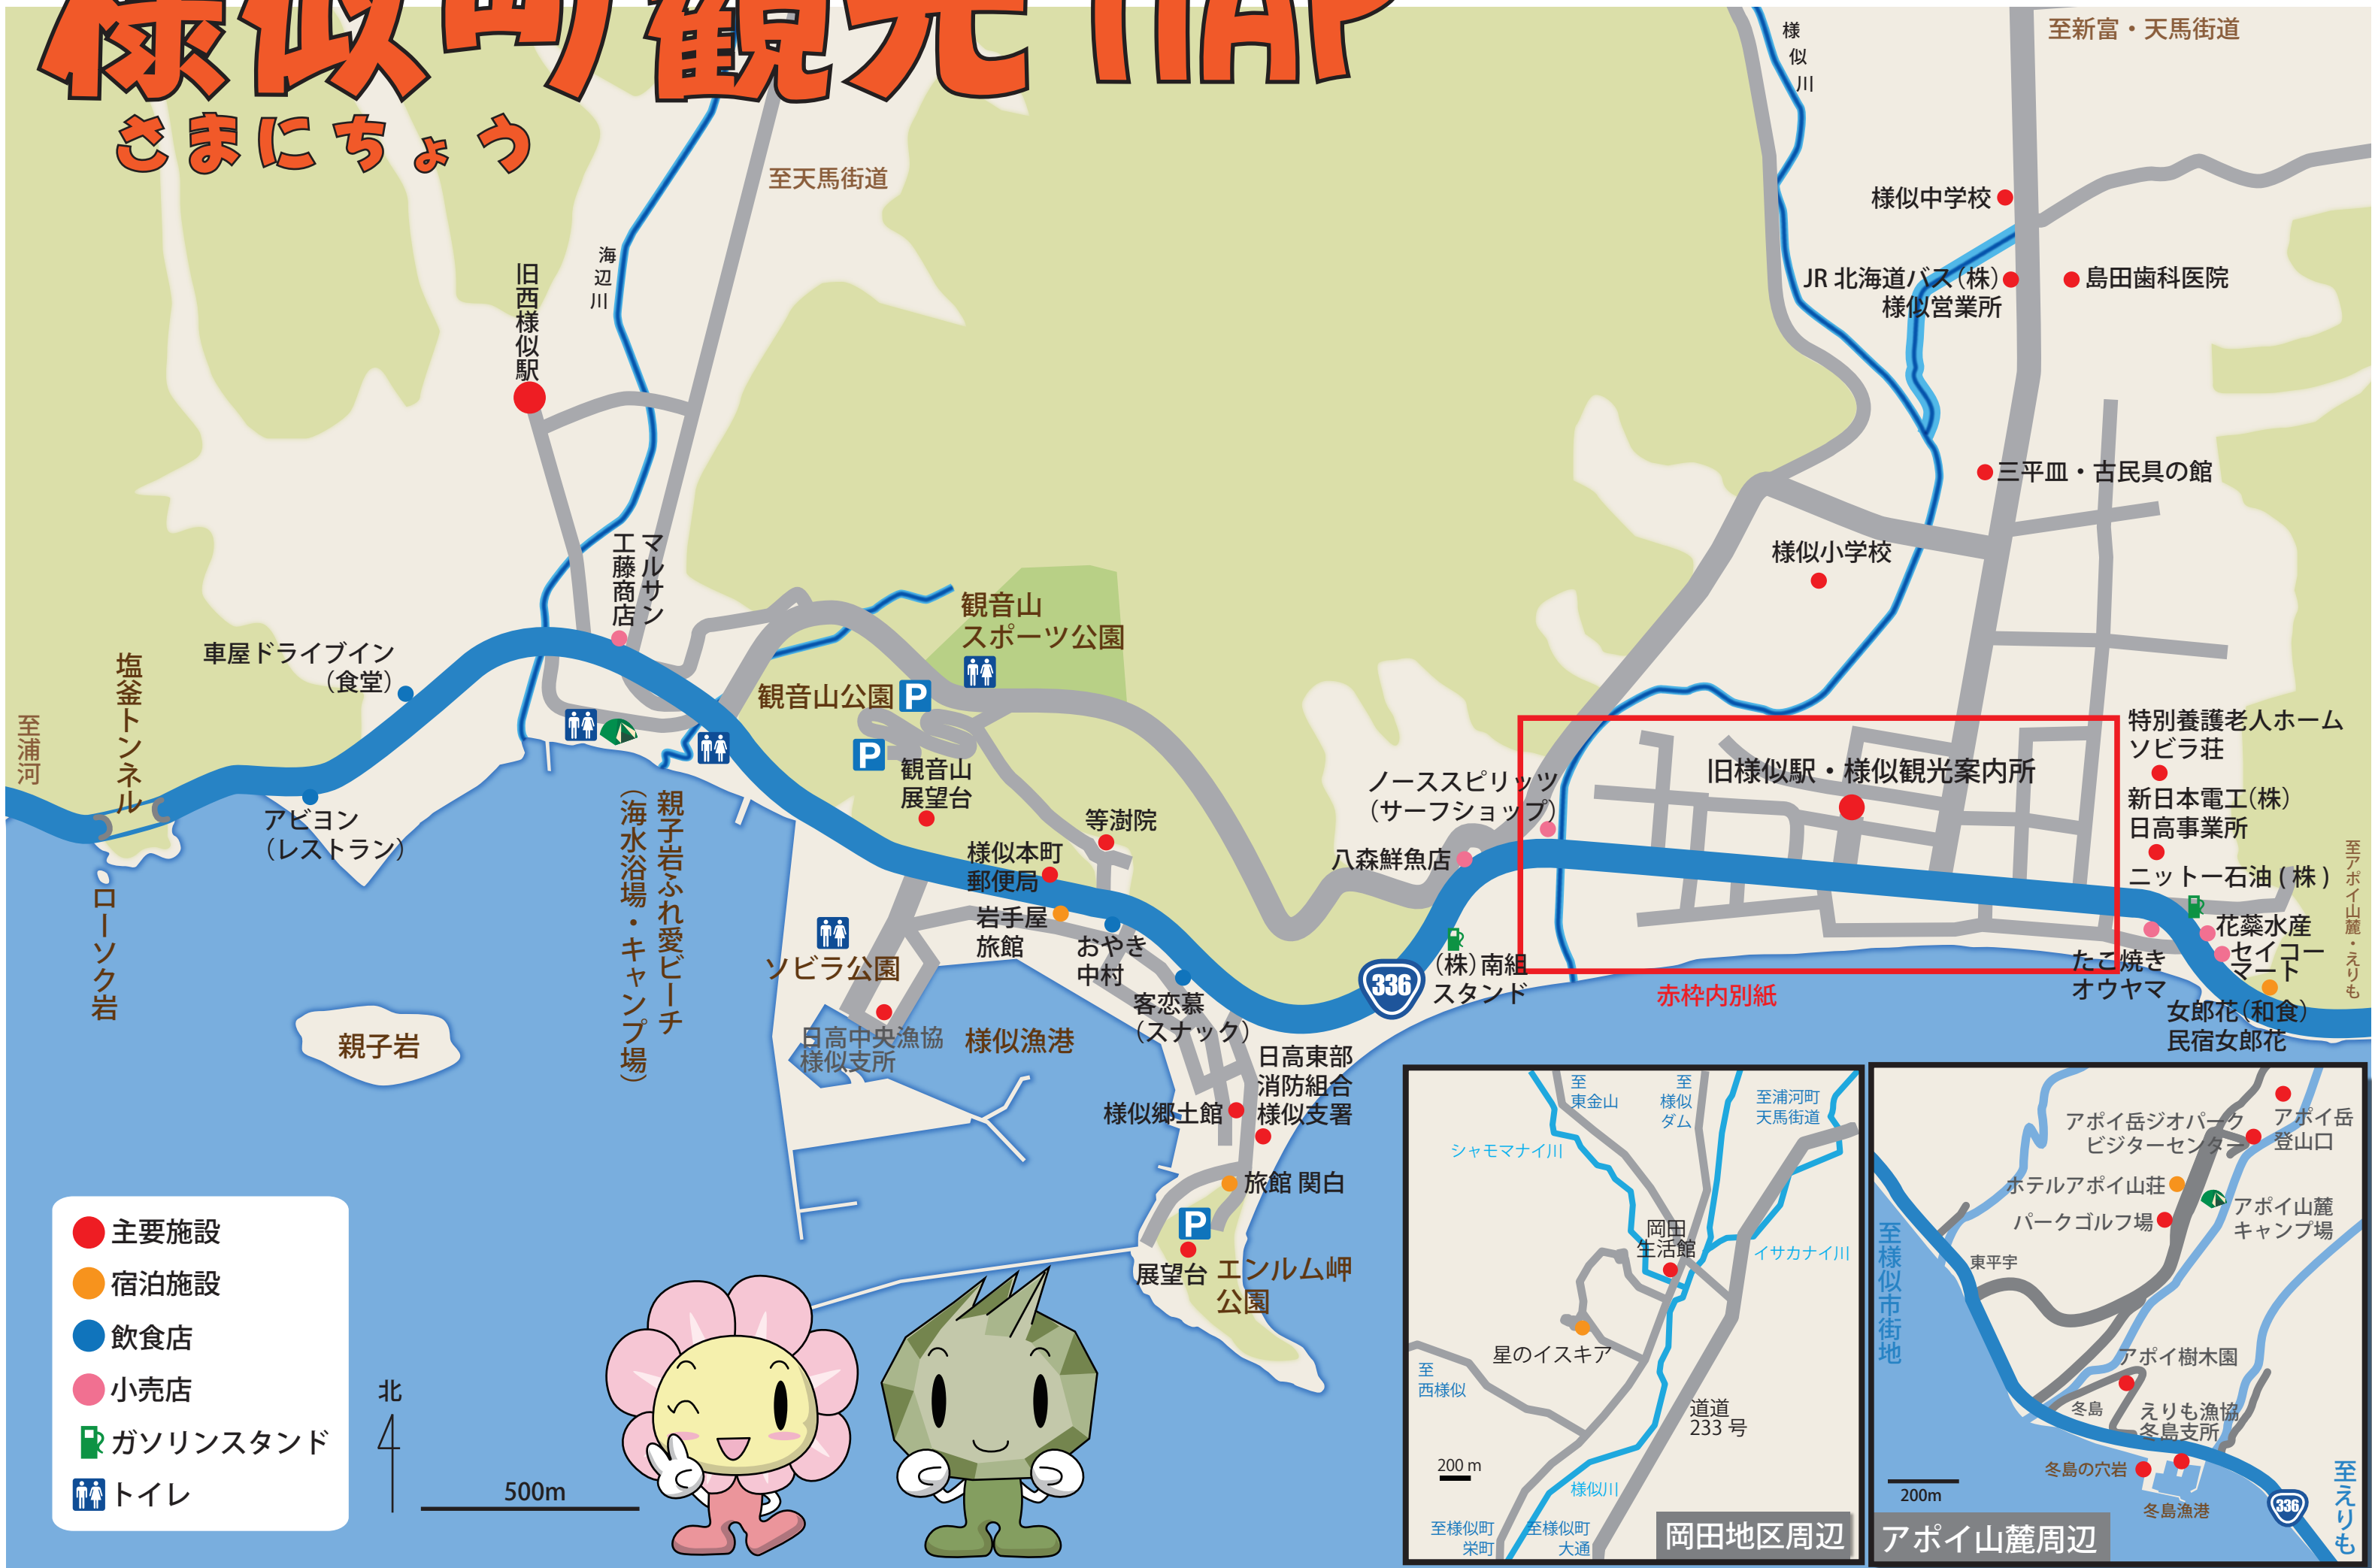 様似町観光MAP
さまにちょう
至新富・天馬街道
様似川
至天馬街道
海辺川
旧西様似駅
様似中学校
JR北海道バス(株)
様似営業所
島田歯科医院
三平皿・古民具の館
様似小学校
マルサン
工藤商店
車屋ドライブイン
(食堂)
塩釜トンネル
至浦河
アビヨン
(レストラン)
ローソク岩
親子岩
親子岩ふれ愛ビーチ
(海水浴場・キャンプ場)
観音山
スポーツ公園
観音山公園
P
P
観音山
展望台
等澍院
様似本町
郵便局
岩手屋
旅館
おやき
中村
客恋慕
(スナック)
ソビラ公園
日高中央漁協
様似支所
様似漁港
日高東部
消防組合
様似支署
様似郷土館
旅館 関白
P
展望台
エンルム岬
公園
ノーススピリッツ
(サーフショップ)
八森鮮魚店
(株)南組
スタンド
336
旧様似駅・様似観光案内所
赤枠内別紙
特別養護老人ホーム
ソビラ荘
新日本電工(株)
日高事業所
ニットー石油(株)
花蘂水産
セイコー
マート
たこ焼き
オウヤマ
女郎花(和食)
民宿女郎花
至アポイ山麓・えりも
主要施設
宿泊施設
飲食店
小売店
ガソリンスタンド
トイレ
北
500m
至
東金山
至
様似
ダム
至浦河町
天馬街道
シャモマナイ川
岡田
生活館
イサカナイ川
星のイスキア
至
西様似
道道
233号
200 m
様似川
至様似町
栄町
至様似町
大通
岡田地区周辺
アポイ岳ジオパーク
ビジターセンター
アポイ岳
登山口
ホテルアポイ山荘
パークゴルフ場
アポイ山麓
キャンプ場
至様似市街地
東平宇
アポイ樹木園
冬島
えりも漁協
冬島支所
冬島の穴岩
冬島漁港
200m
336
至えりも
アポイ山麓周辺